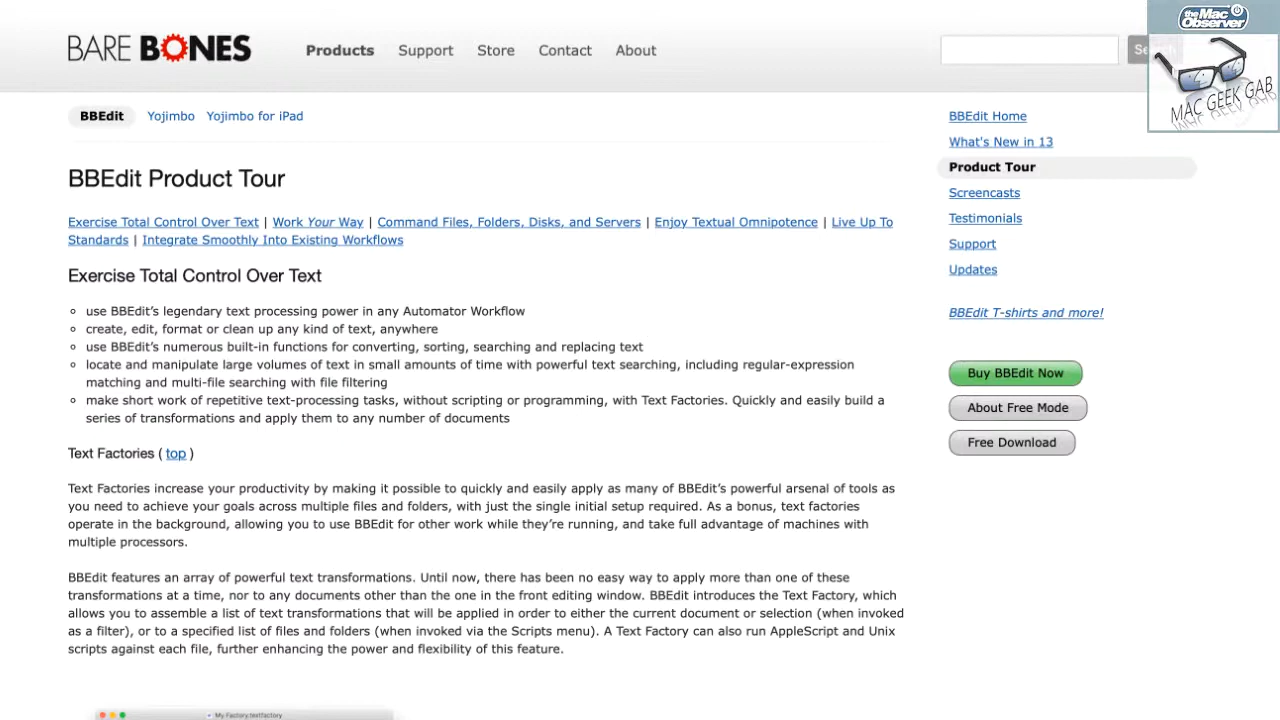 BARE BONES
Products Support Store Contact About
the Mac Observer
MAC GEEK GAB
BBEdit Yojimbo Yojimbo for iPad
BBEdit Product Tour
Exercise Total Control Over Text | Work Your Way | Command Files, Folders, Disks, and Servers | Enjoy Textual Omnipotence | Live Up To
Standards | Integrate Smoothly Into Existing Workflows
Exercise Total Control Over Text
use BBEdit's legendary text processing power in any Automator Workflow
create, edit, format or clean up any kind of text, anywhere
use BBEdit's numerous built-in functions for converting, sorting, searching and replacing text
locate and manipulate large volumes of text in small amounts of time with powerful text searching, including regular-expression
matching and multi-file searching with file filtering
make short work of repetitive text-processing tasks, without scripting or programming, with Text Factories. Quickly and easily build a
series of transformations and apply them to any number of documents
Text Factories ( top )
Text Factories increase your productivity by making it possible to quickly and easily apply as many of BBEdit's powerful arsenal of tools as
you need to achieve your goals across multiple files and folders, with just the single initial setup required. As a bonus, text factories
operate in the background, allowing you to use BBEdit for other work while they're running, and take full advantage of machines with
multiple processors.
BBEdit features an array of powerful text transformations. Until now, there has been no easy way to apply more than one of these
transformations at a time, nor to any documents other than the one in the front editing window. BBEdit introduces the Text Factory, which
allows you to assemble a list of text transformations that will be applied in order to either the current document or selection (when invoked
as a filter), or to a specified list of files and folders (when invoked via the Scripts menu). A Text Factory can also run AppleScript and Unix
scripts against each file, further enhancing the power and flexibility of this feature.
My Factory.textfactory
BBEdit Home
What's New in 13
Product Tour
Screencasts
Testimonials
Support
Updates
BBEdit T-shirts and more!
Buy BBEdit Now
About Free Mode
Free Download